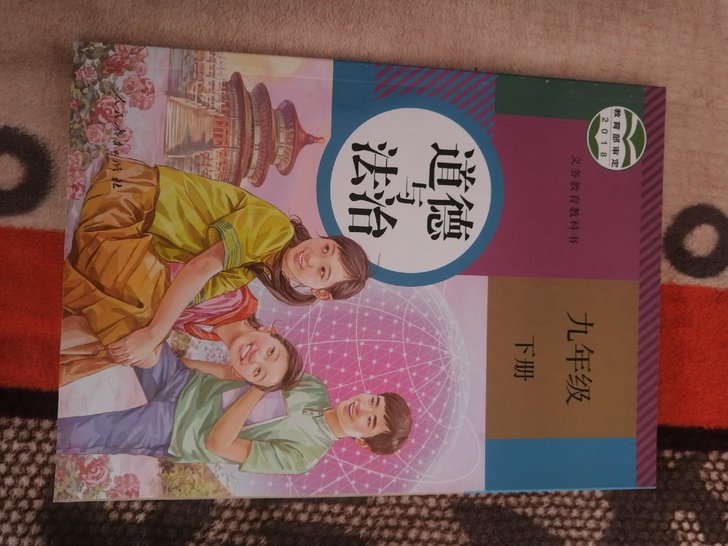 教育部审定
2018
义务教育教科书
九年级
下册
道德
与
法治
人民教育出版社